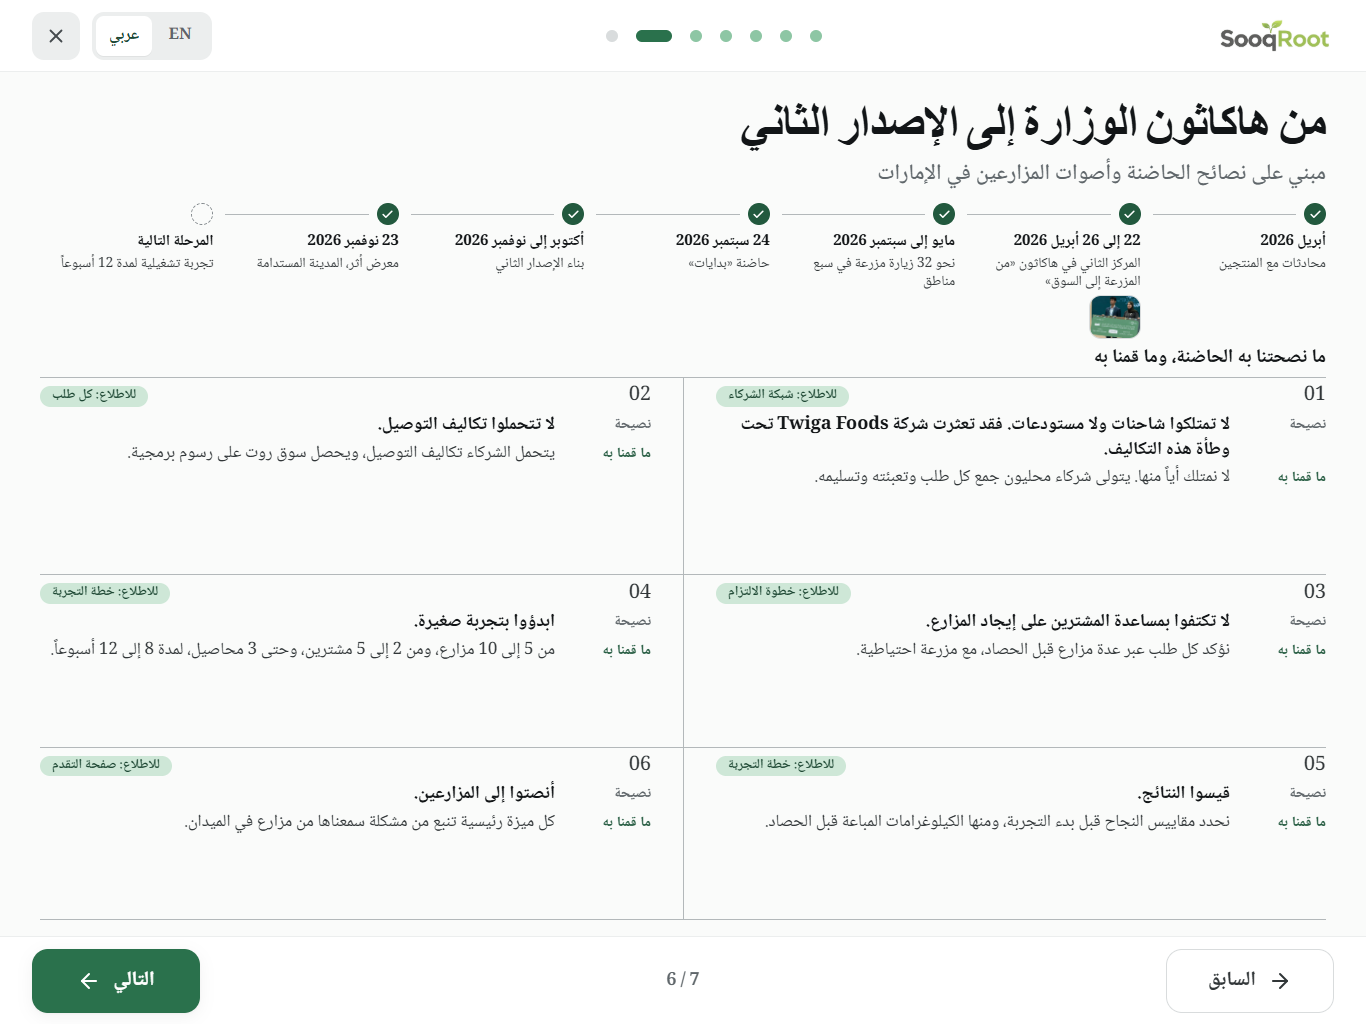 SooqRoot
عربي
EN
من هاكاثون الوزارة إلى الإصدار الثاني
مبني على نصائح الحاضنة وأصوات المزارعين في الإمارات
أبريل 2026
محادثات مع المنتجين
22 إلى 26 أبريل 2026
المركز الثاني في هاكاثون «من
المزرعة إلى السوق»
مايو إلى سبتمبر 2026
نحو 32 زيارة مزرعة في سبع
مناطق
24 سبتمبر 2026
حاضنة «بدايات»
أكتوبر إلى نوفمبر 2026
بناء الإصدار الثاني
23 نوفمبر 2026
معرض أثر، المدينة المستدامة
المرحلة التالية
تجربة تشغيلية لمدة 12 أسبوعاً
ما نصحتنا به الحاضنة، وما قمنا به
01
للاطلاع: شبكة الشركاء
نصيحة
لا تمتلكوا شاحنات ولا مستودعات. فقد تعثرت شركة Twiga Foods تحت
وطأة هذه التكاليف.
ما قمنا به
لا نمتلك أياً منها. يتولى شركاء محليون جمع كل طلب وتعبئته وتسليمه.
02
للاطلاع: كل طلب
نصيحة
لا تتحملوا تكاليف التوصيل.
ما قمنا به
يتحمل الشركاء تكاليف التوصيل، ويحصل سوق روت على رسوم برمجية.
03
للاطلاع: خطوة الالتزام
نصيحة
لا تكتفوا بمساعدة المشترين على إيجاد المزارع.
ما قمنا به
نؤكد كل طلب عبر عدة مزارع قبل الحصاد، مع مزرعة احتياطية.
04
للاطلاع: خطة التجربة
نصيحة
ابدؤوا بتجربة صغيرة.
ما قمنا به
من 5 إلى 10 مزارع، ومن 2 إلى 5 مشترين، وحتى 3 محاصيل، لمدة 8 إلى 12 أسبوعاً.
05
للاطلاع: خطة التجربة
نصيحة
قيسوا النتائج.
ما قمنا به
نحدد مقاييس النجاح قبل بدء التجربة، ومنها الكيلوغرامات المباعة قبل الحصاد.
06
للاطلاع: صفحة التقدم
نصيحة
أنصتوا إلى المزارعين.
ما قمنا به
كل ميزة رئيسية تنبع من مشكلة سمعناها من مزارع في الميدان.
السابق
6 / 7
التالي